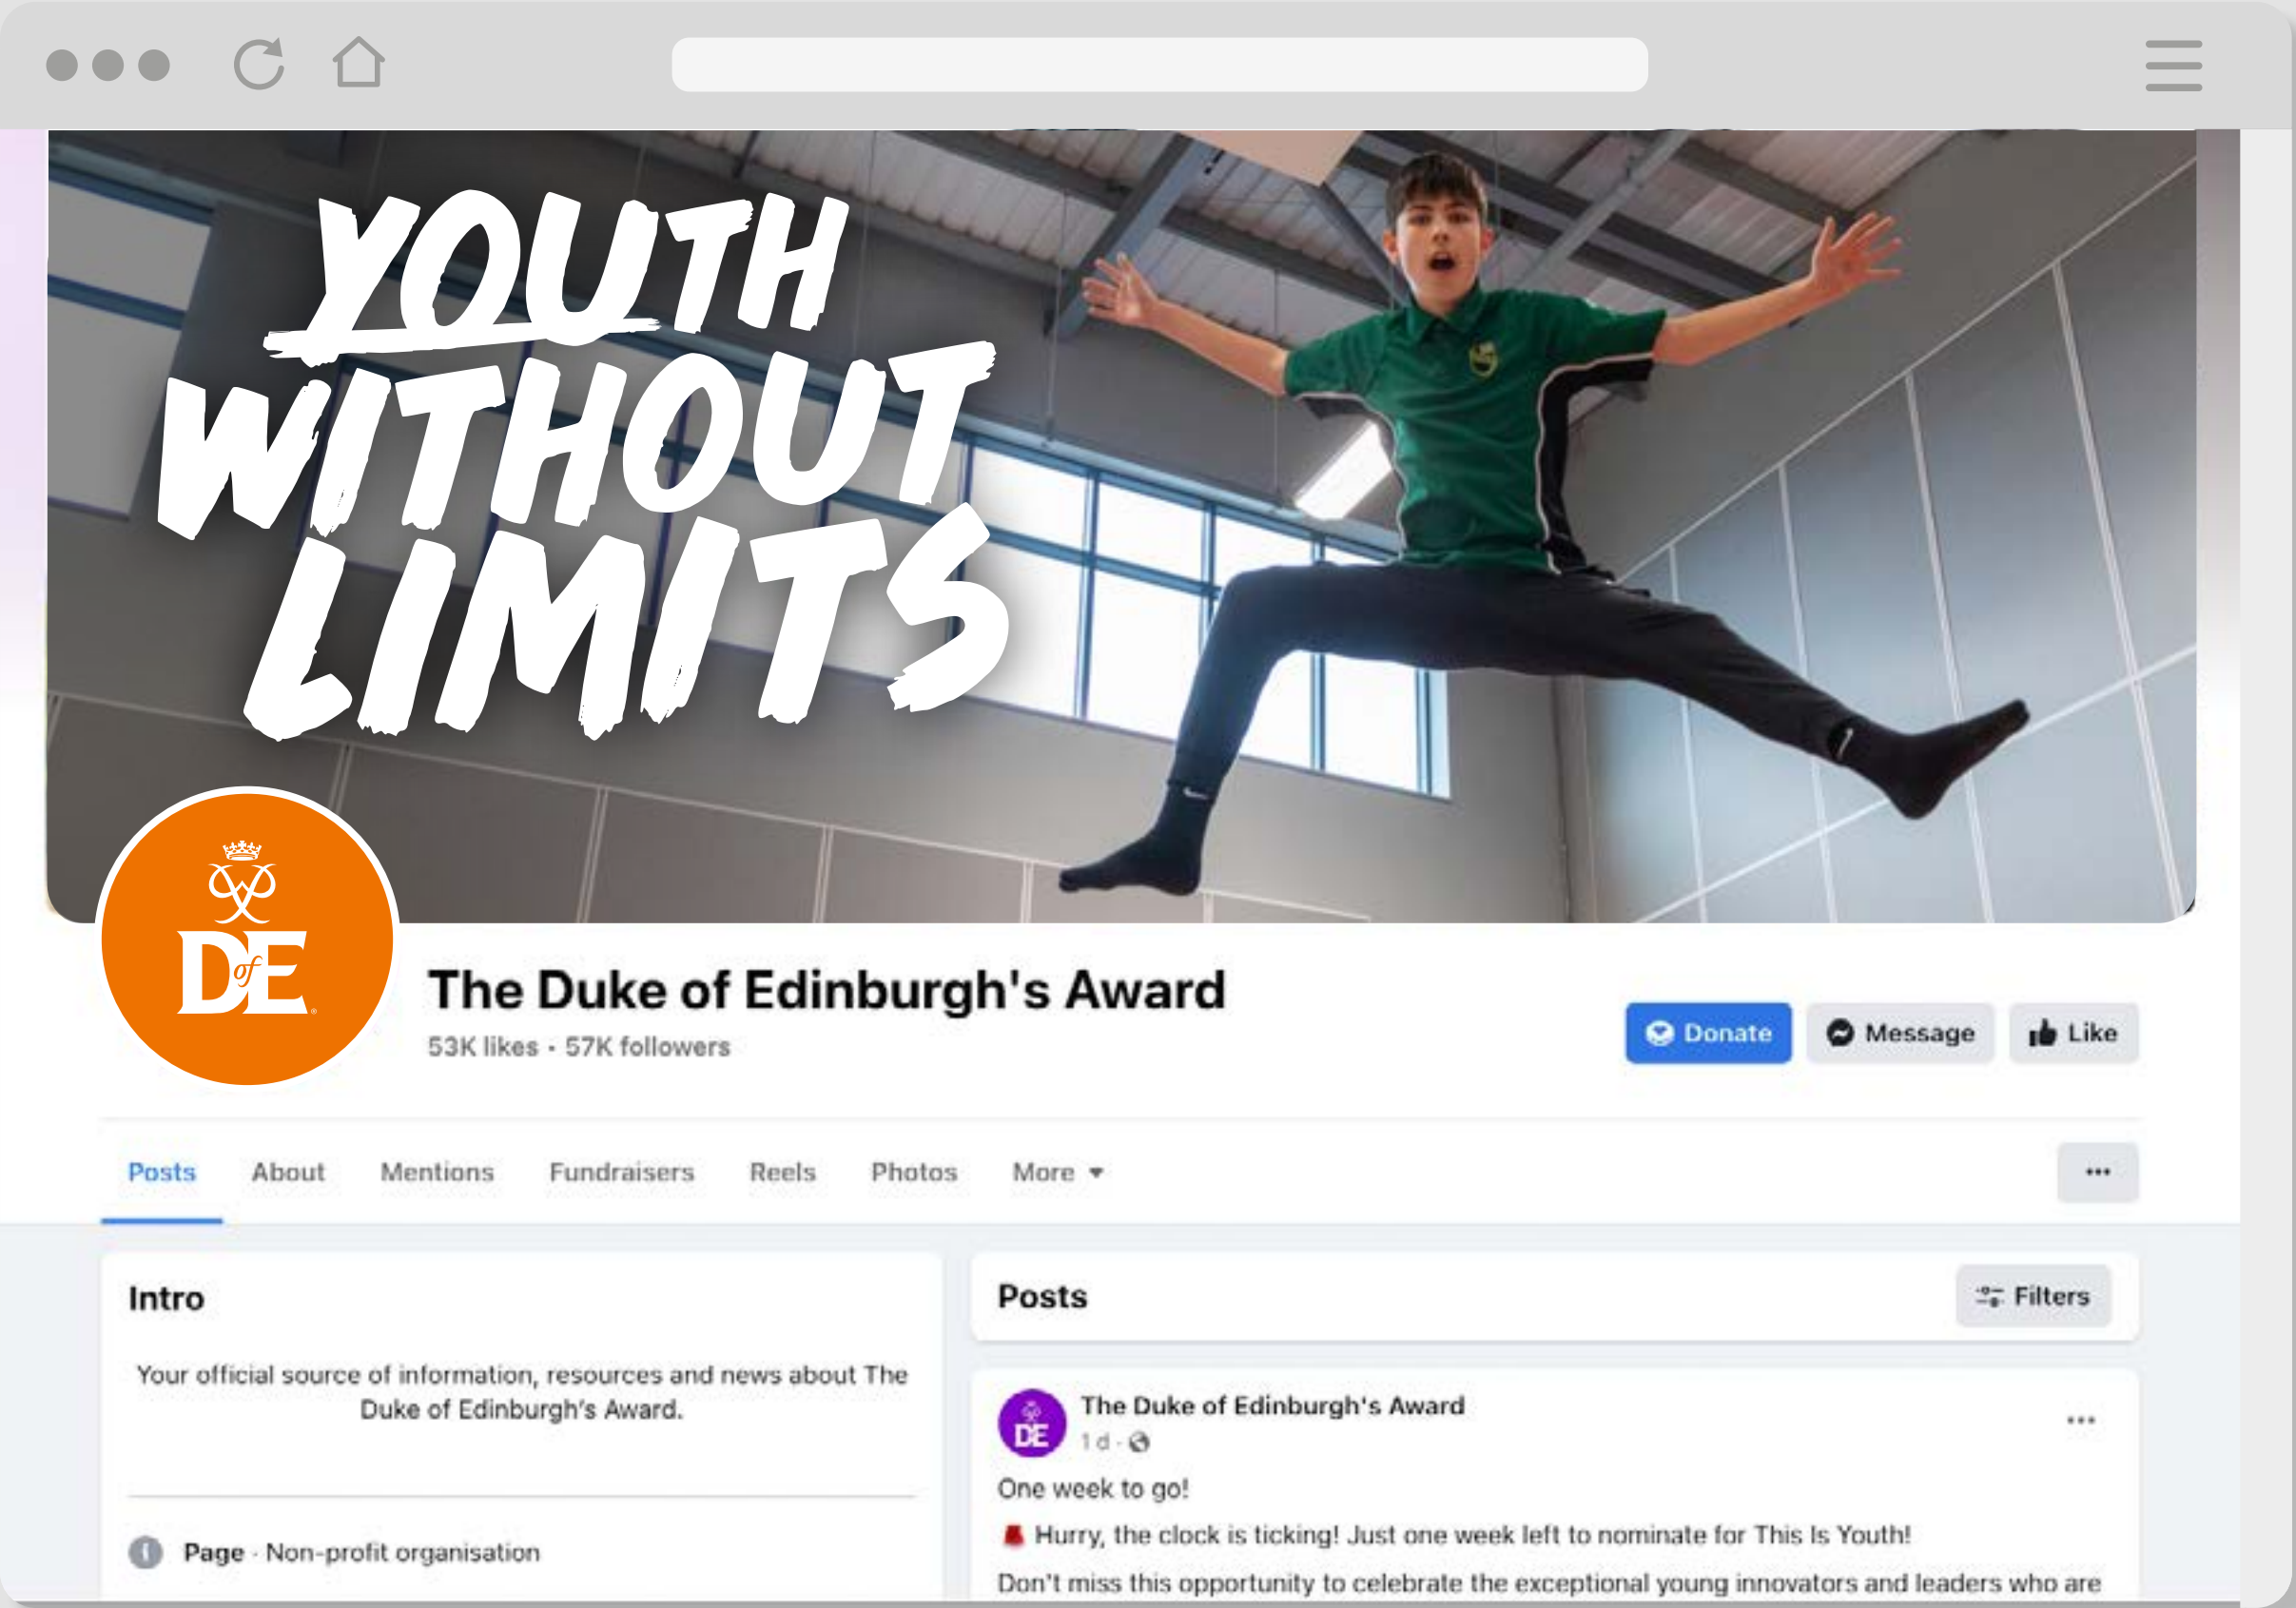 YOUTH
WITHOUT
LIMITS
DofE®
The Duke of Edinburgh's Award
53K likes · 57K followers
Donate
Message
Like
Posts
About
Mentions
Fundraisers
Reels
Photos
More
Intro
Your official source of information, resources and news about The
Duke of Edinburgh's Award.
Page · Non-profit organisation
Posts
Filters
DE
The Duke of Edinburgh's Award
1 d ·
One week to go!
Hurry, the clock is ticking! Just one week left to nominate for This Is Youth!
Don't miss this opportunity to celebrate the exceptional young innovators and leaders who are